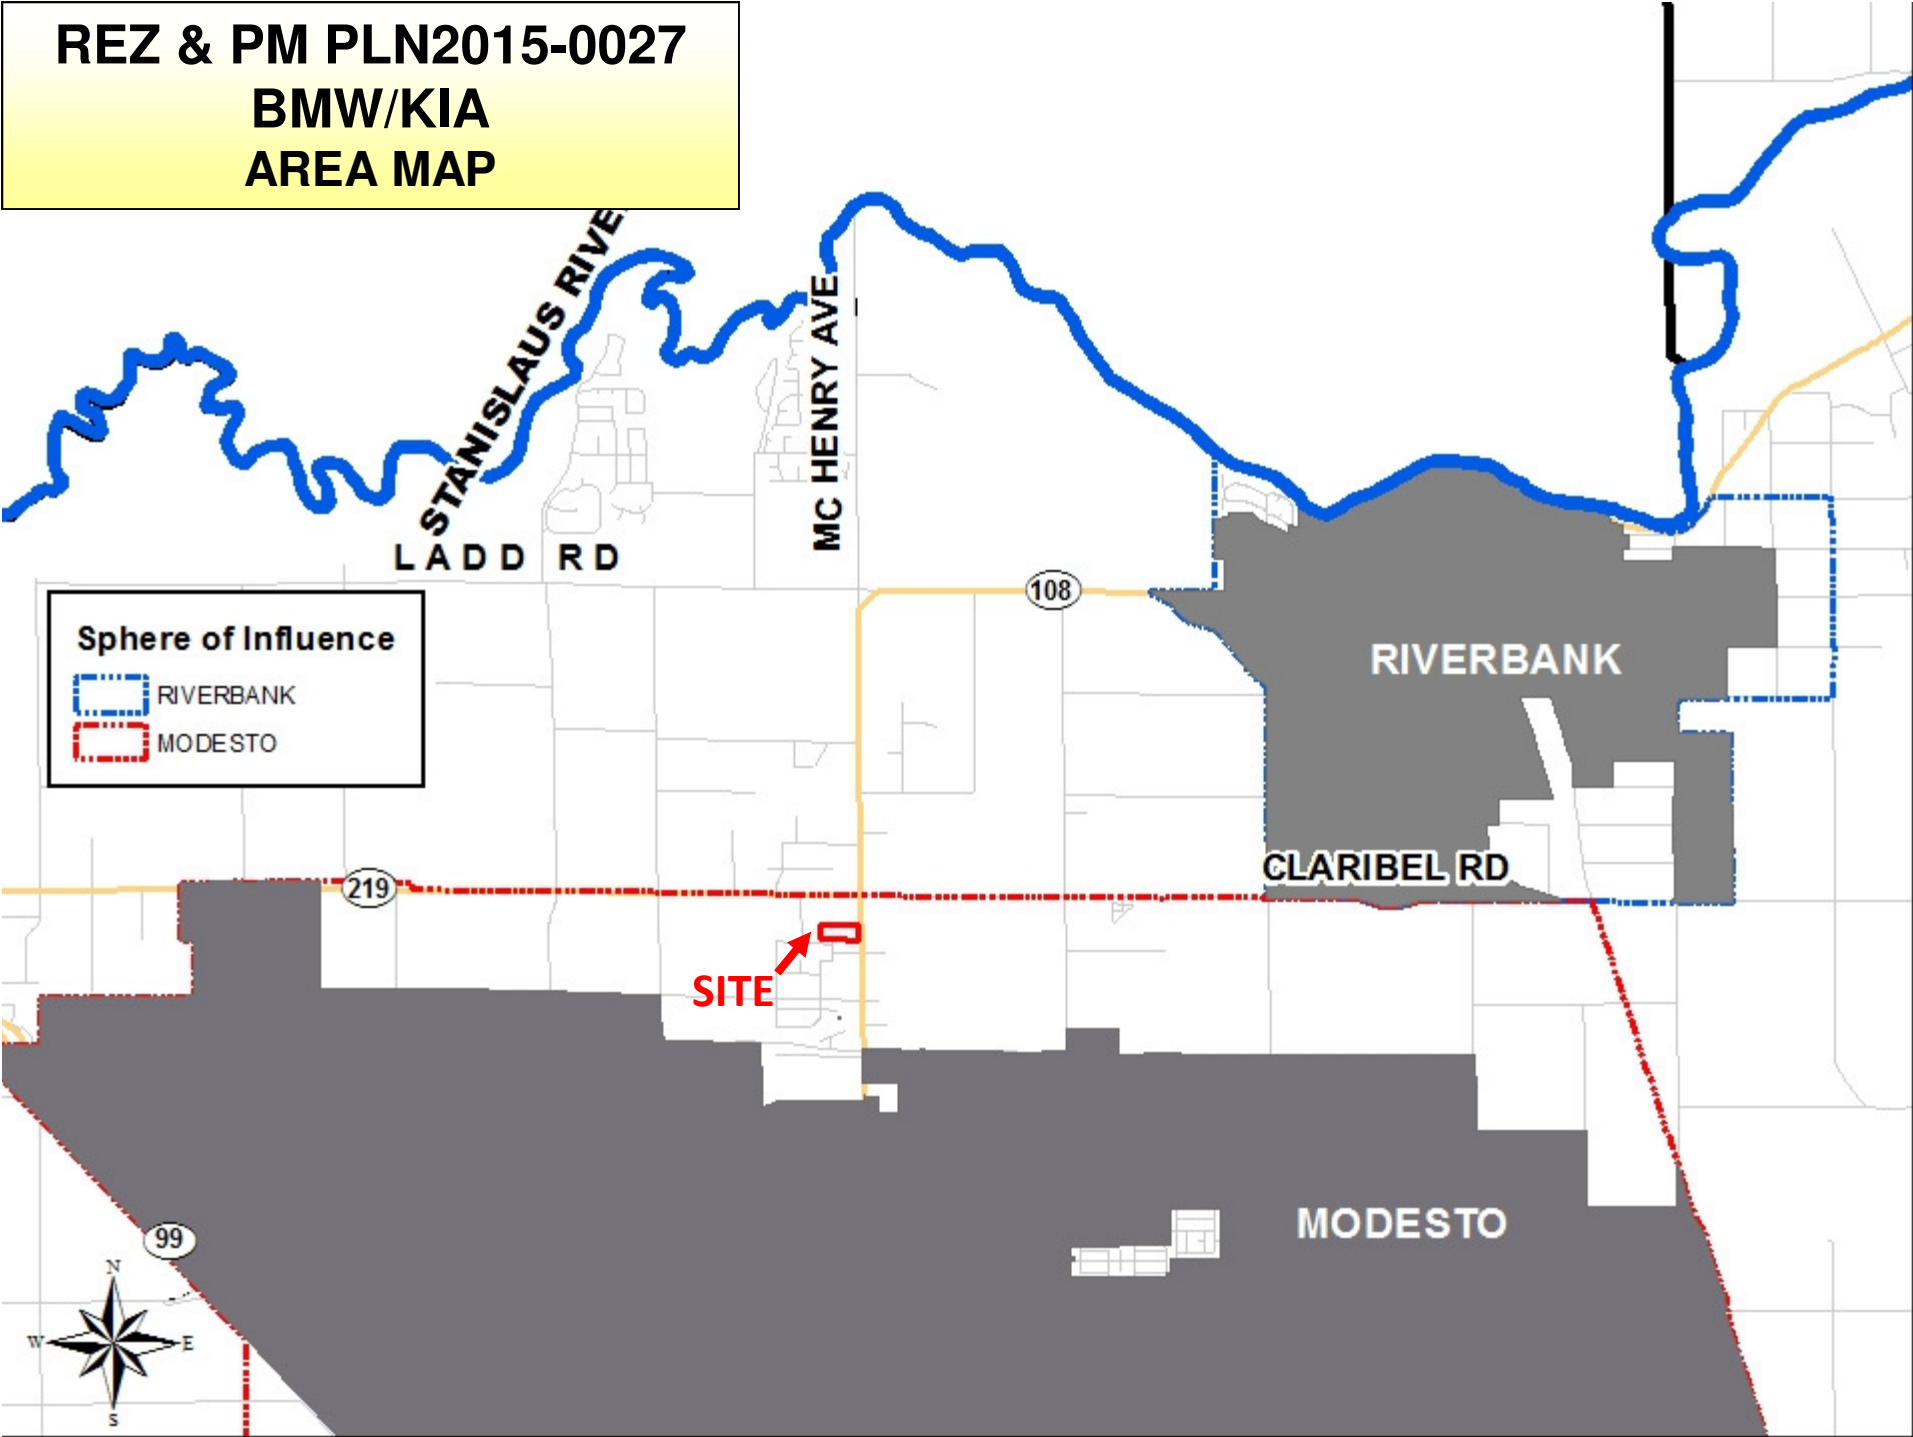 REZ & PM PLN2015-0027
BMW/KIA
AREA MAP
STANISLAUS RIVE
MC HENRY AVE
LADD RD
108
Sphere of Influence
RIVERBANK
MODESTO
RIVERBANK
219
CLARIBEL RD
SITE
MODESTO
99
N
W E
S